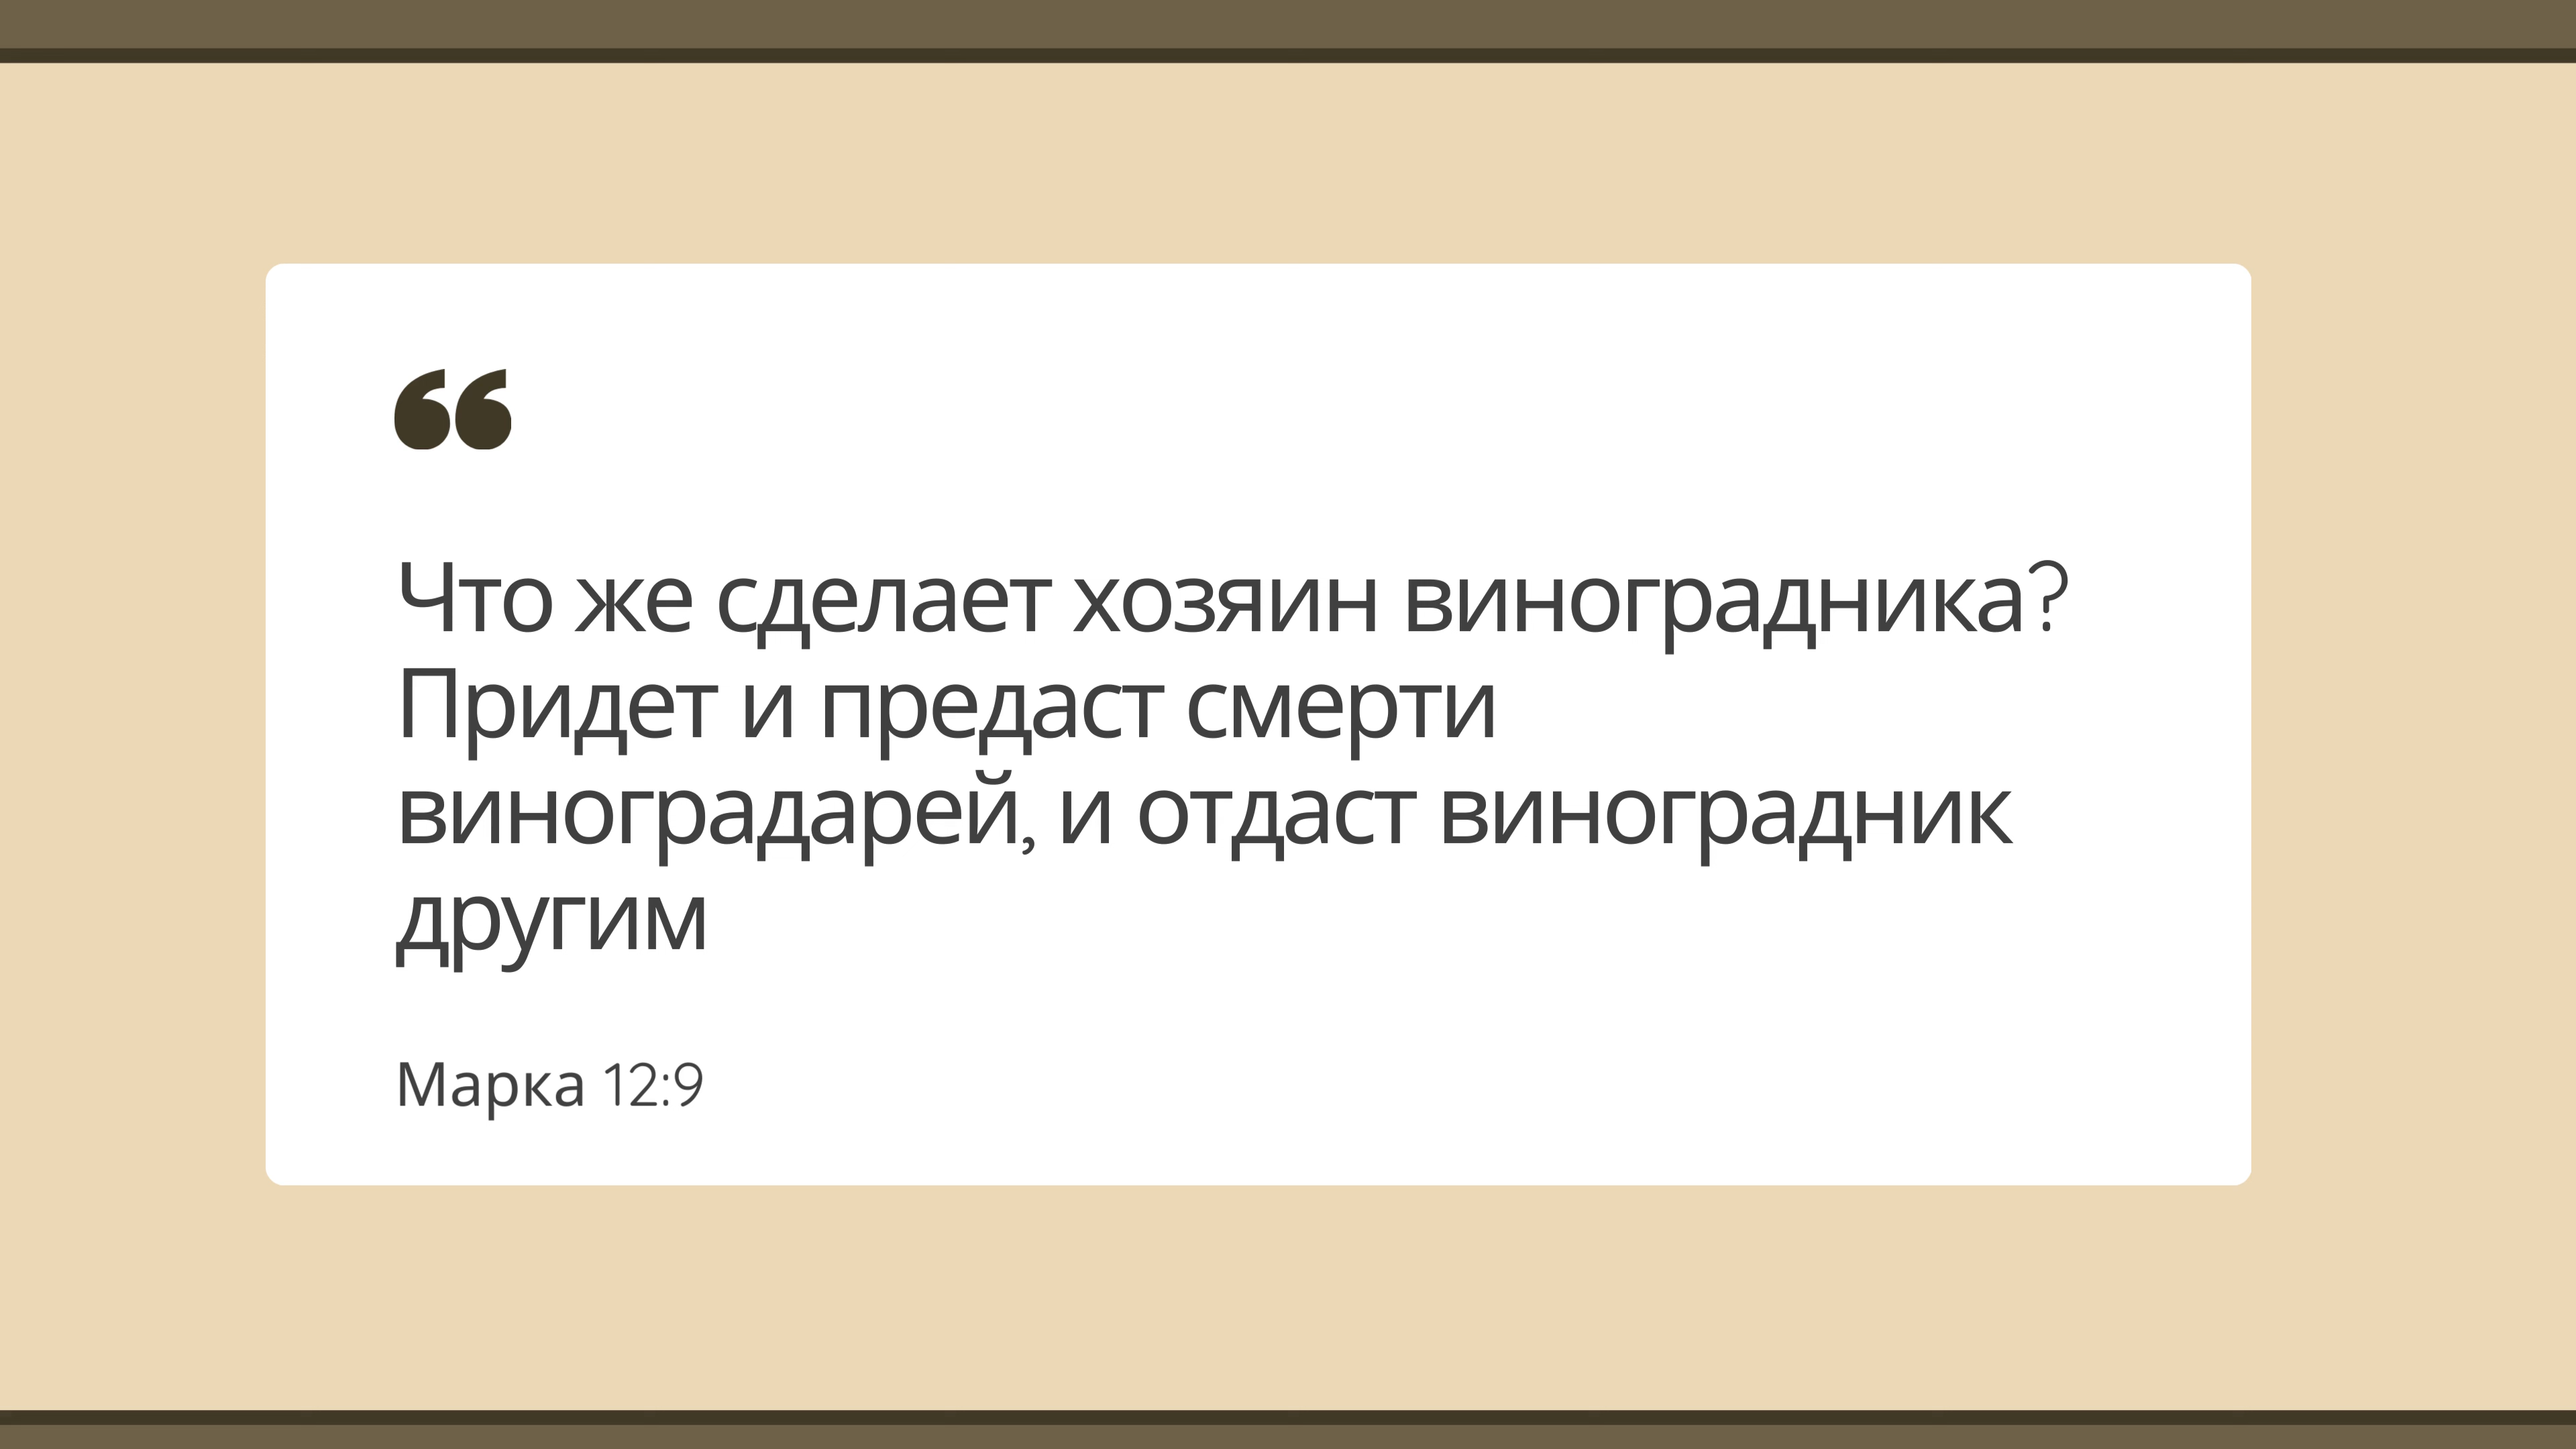 “
Что же сделает хозяин виноградника?
Придет и предаст смерти
виноградарей, и отдаст виноградник
другим
Марка 12:9